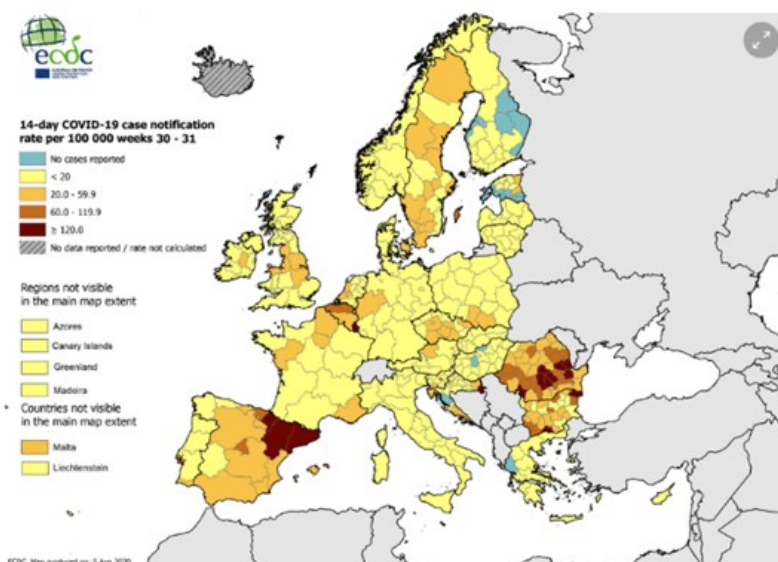 ecdc
14-day COVID-19 case notification
rate per 100 000 weeks 30 - 31
No cases reported
< 20
20.0 - 59.9
60.0 - 119.9
≥ 120.0
No data reported / rate not calculated
Regions not visible
in the main map extent
Azores
Canary Islands
Greenland
Madeira
Countries not visible
in the main map extent
Malta
Liechtenstein